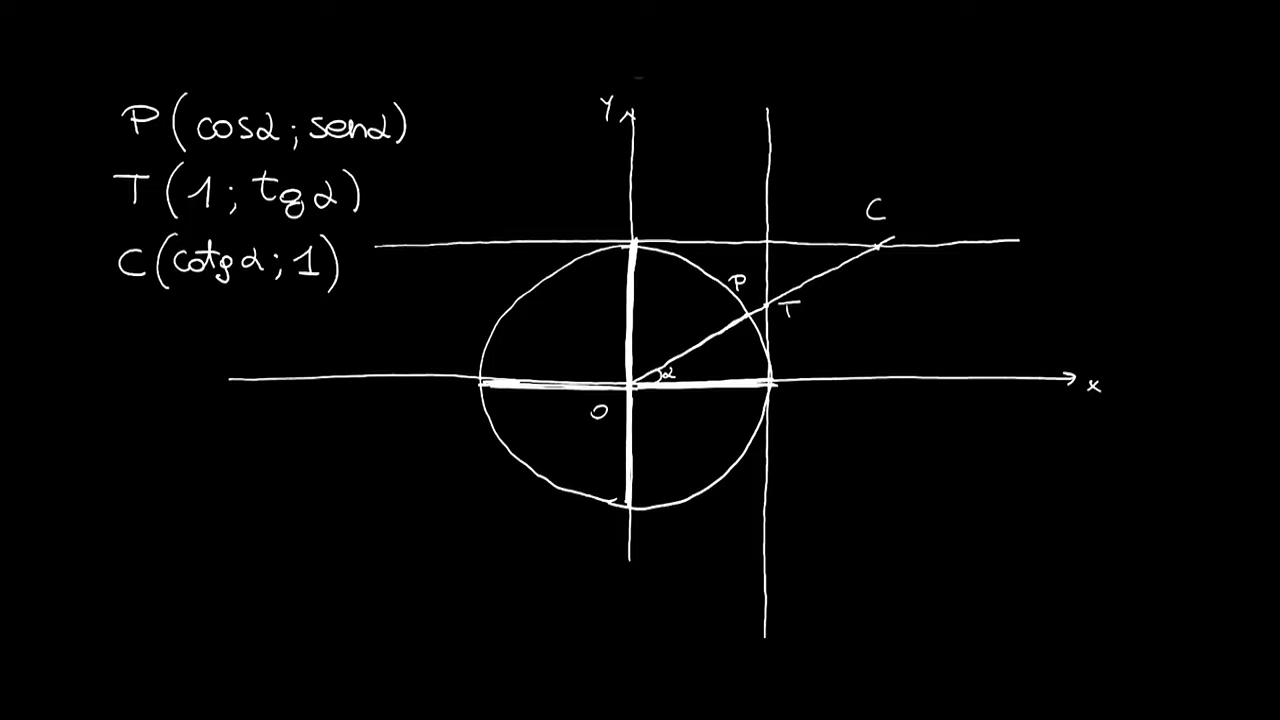 P(cosα; senα)
T(1; tgα)
C(cotgα; 1)
Y
C
P
T
α
O
x